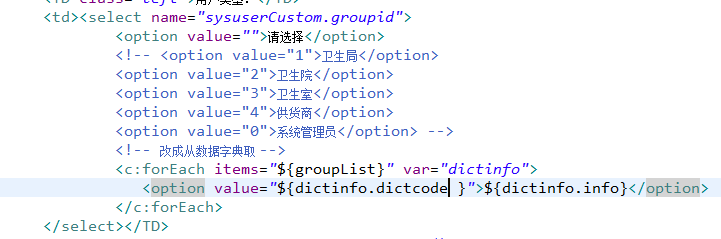 <td><select name="sysuserCustom.groupid">
<option value="">请选择</option>
<!-- <option value="1">卫生局</option>
<option value="2">卫生院</option>
<option value="3">卫生室</option>
<option value="4">供货商</option>
<option value="0">系统管理员</option> -->
<!-- 改成从数据字典取 -->
<c:forEach items="${groupList}" var="dictinfo">
<option value="${dictinfo.dictcode }">${dictinfo.info}</option>
</c:forEach>
</select></TD>